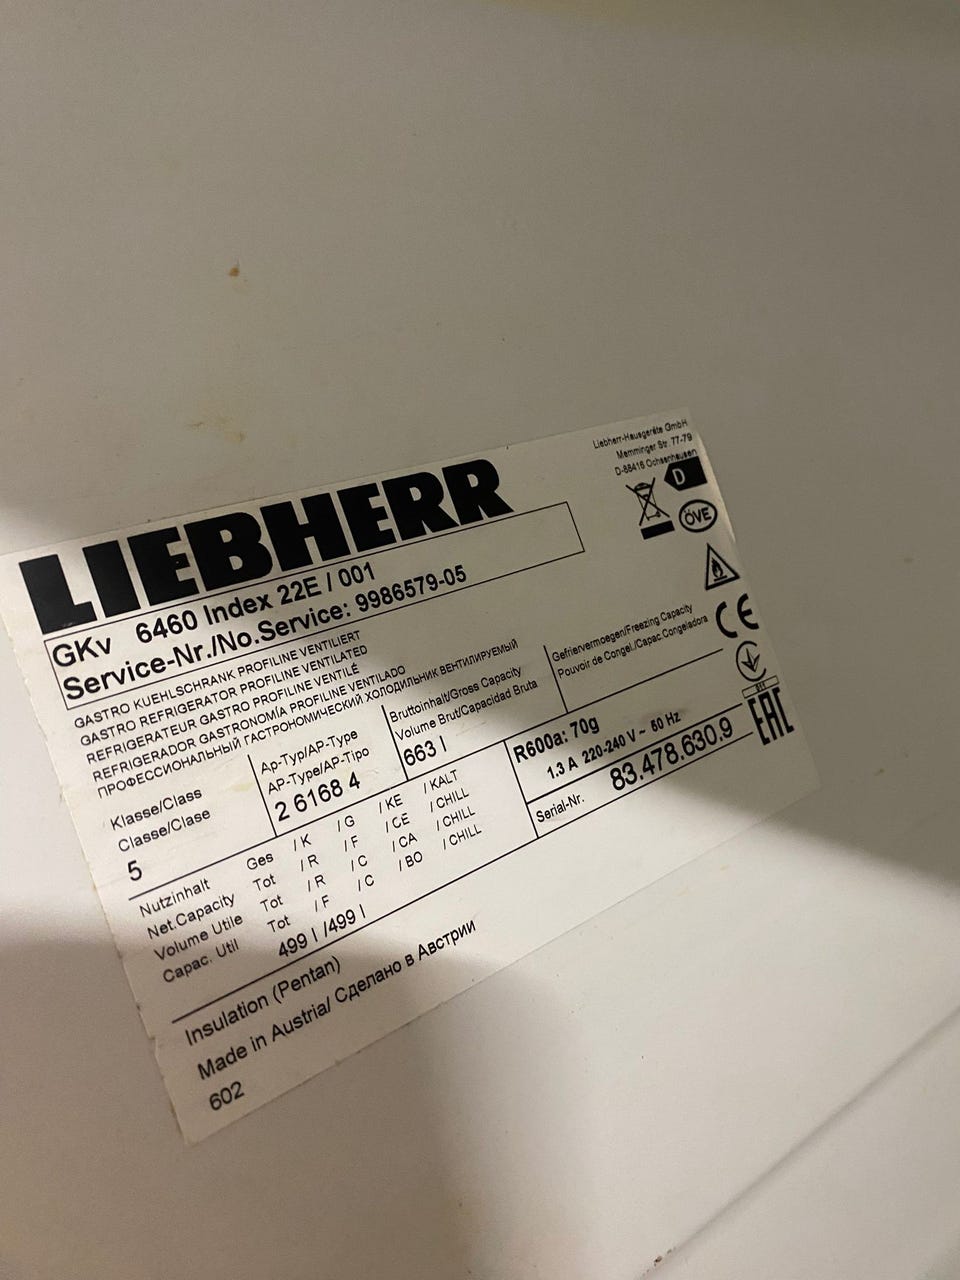 Liebherr-Hausgeräte GmbH
Memminger Str. 77-79
D-88416 Ochsenhausen
D
ÖVE
LIEBHERR
GKv 6460 Index 22E / 001
Service-Nr./No.Service: 9986579-05
GASTRO KUEHLSCHRANK PROFILINE VENTILIERT
GASTRO REFRIGERATOR PROFILINE VENTILATED
REFRIGERATEUR GASTRO PROFILINE VENTILÉ
REFRIGERADOR GASTRONOMÍA PROFILINE VENTILADO
ПРОФЕССИОНАЛЬНЫЙ ГАСТРОНОМИЧЕСКИЙ ХОЛОДИЛЬНИК ВЕНТИЛИРУЕМЫЙ
CE
Klasse/Class
Classe/Clase
5
Ap-Typ/AP-Type
AP-Type/AP-Tipo
2 6168 4
Bruttoinhalt/Gross Capacity
Volume Brut/Capacidad Bruta
663 l
Gefriervermoegen/Freezing Capacity
Pouvoir de Congel./Capac.Congeladora
011
EAC
Nutzinhalt Ges / K / G / KE / KALT
Net.Capacity Tot / R / F / CE / CHILL
Volume Utile Tot / R / C / CA / CHILL
Capac. Util Tot / F / C / BO / CHILL
499 l /499 l
R600a: 70g
1.3 A 220-240 V ~ 50 Hz
Serial-Nr. 83.478.630.9
Insulation (Pentan)
Made in Austria/ Сделано в Австрии
602